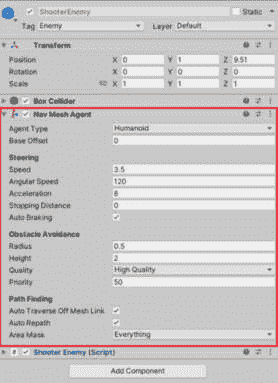 ShooterEnemy Static
Tag Enemy Layer Default
Transform
Position X 0 Y 1 Z 9.51
Rotation X 0 Y 0 Z 0
Scale X 1 Y 1 Z 1
Box Collider
Nav Mesh Agent
Agent Type Humanoid
Base Offset 0
Steering
Speed 3.5
Angular Speed 120
Acceleration 8
Stopping Distance 0
Auto Braking
Obstacle Avoidance
Radius 0.5
Height 2
Quality High Quality
Priority 50
Path Finding
Auto Traverse Off Mesh Link
Auto Repath
Area Mask Everything
# Shooter Enemy (Script)
Add Component